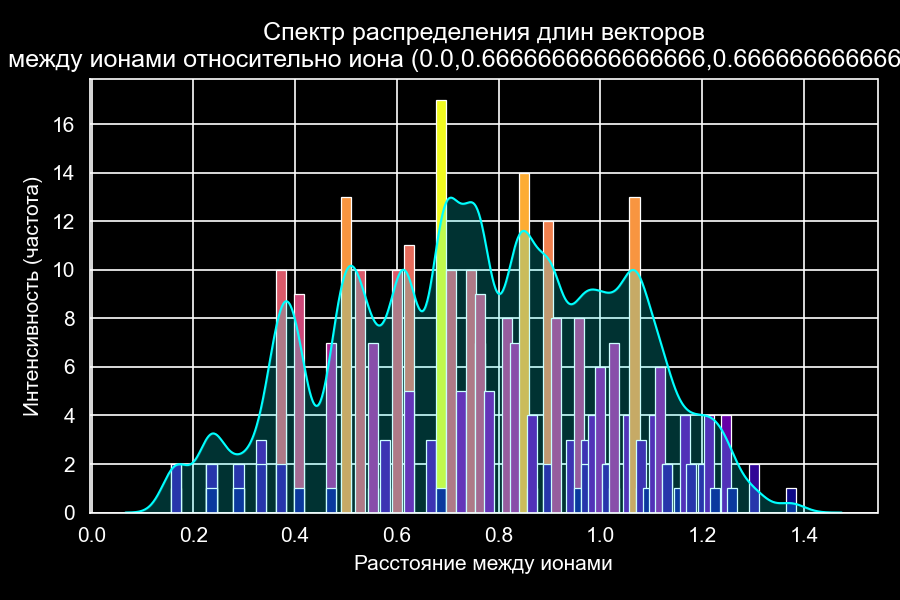 Спектр распределения длин векторов
между ионами относительно иона (0.0,0.6666666666666666,0.666666666666
Интенсивность (частота)
16
14
12
10
8
6
4
2
0
0.0 0.2 0.4 0.6 0.8 1.0 1.2 1.4
Расстояние между ионами